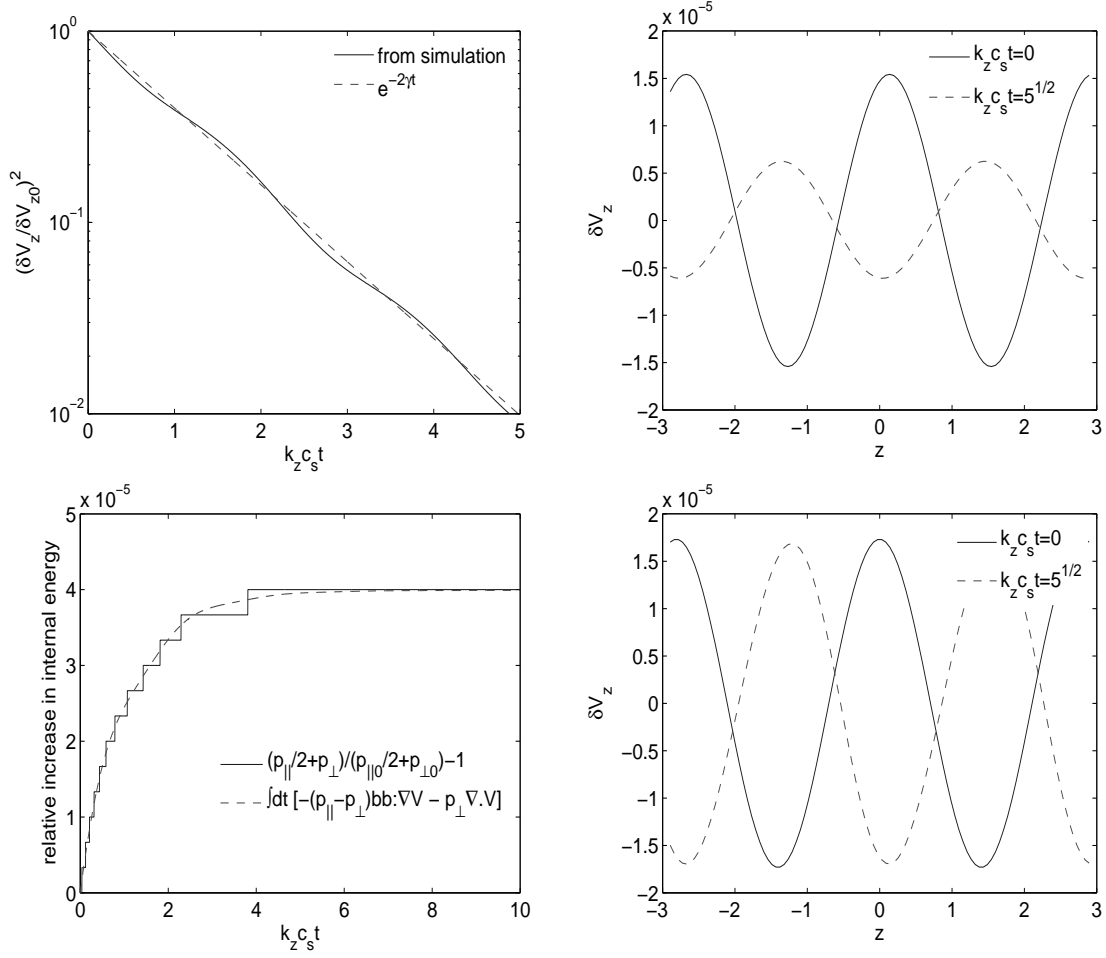 10^0
from simulation
e^{-2γt}
10^{-1}
10^{-2}
(δV_z/δV_{z0})^2
0 1 2 3 4 5
k_z c_s t
x 10^{-5}
2
1.5
1
0.5
0
−0.5
−1
−1.5
−2
δV_z
k_z c_s t=0
k_z c_s t=5^{1/2}
−3 −2 −1 0 1 2 3
z
x 10^{-5}
5
4
3
2
1
0
relative increase in internal energy
(p_{||}/2+p_⊥)/(p_{||0}/2+p_{⊥0})−1
∫dt [−(p_{||}−p_⊥)bb:∇V − p_⊥∇.V]
0 2 4 6 8 10
k_z c_s t
x 10^{-5}
2
1.5
1
0.5
0
−0.5
−1
−1.5
−2
δV_z
k_z c_s t=0
k_z c_s t=5^{1/2}
−3 −2 −1 0 1 2 3
z